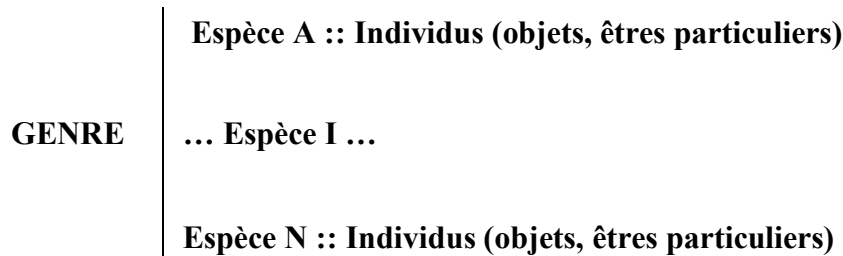 Espèce A :: Individus (objets, êtres particuliers)
GENRE … Espèce I …
Espèce N :: Individus (objets, êtres particuliers)